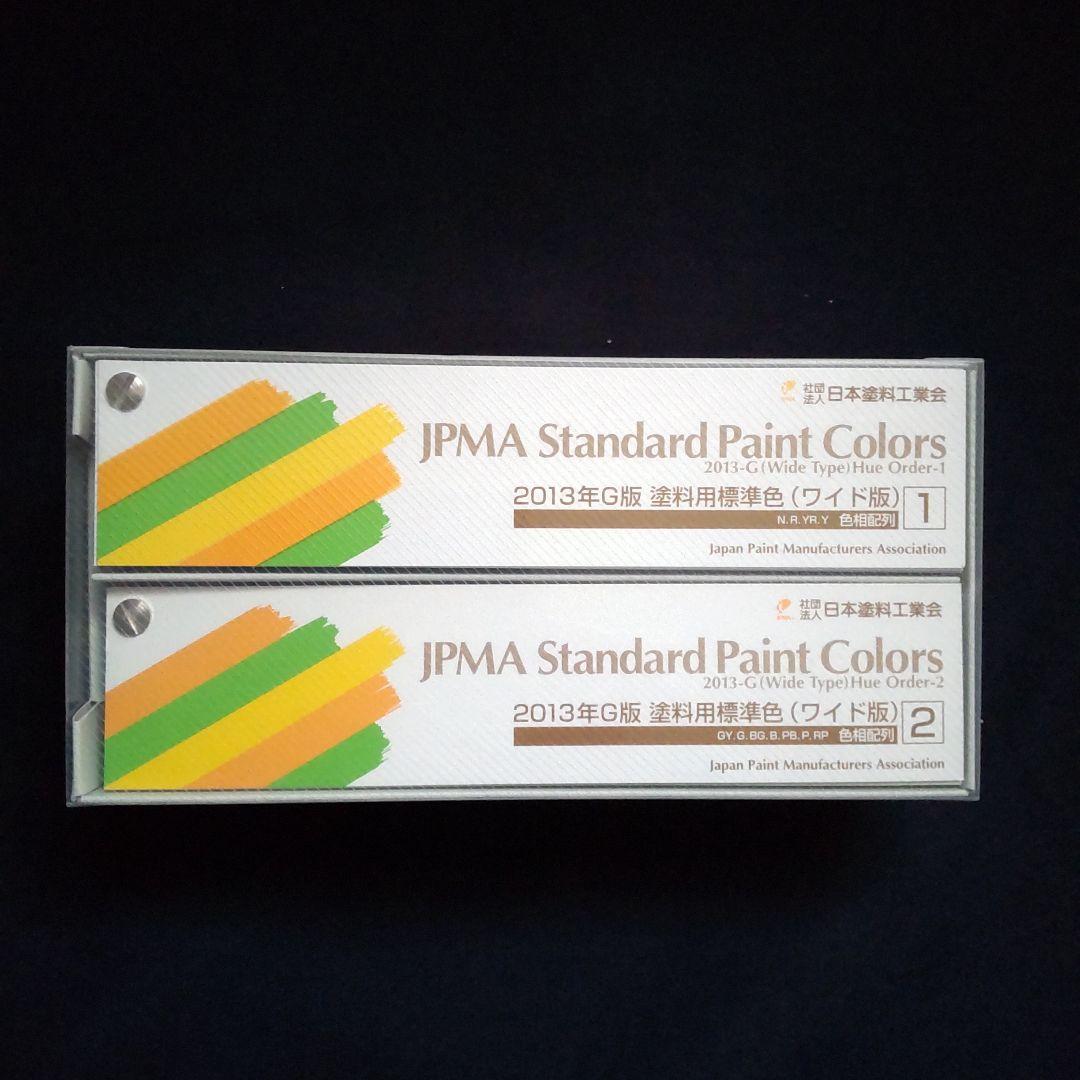 社団法人 日本塗料工業会
JPMA Standard Paint Colors
2013-G (Wide Type) Hue Order-1
2013年G版 塗料用標準色（ワイド版） 1
N. R. YR. Y 色相配列
Japan Paint Manufacturers Association
社団法人 日本塗料工業会
JPMA Standard Paint Colors
2013-G (Wide Type) Hue Order-2
2013年G版 塗料用標準色（ワイド版） 2
GY. G. BG. B. PB. P. RP 色相配列
Japan Paint Manufacturers Association